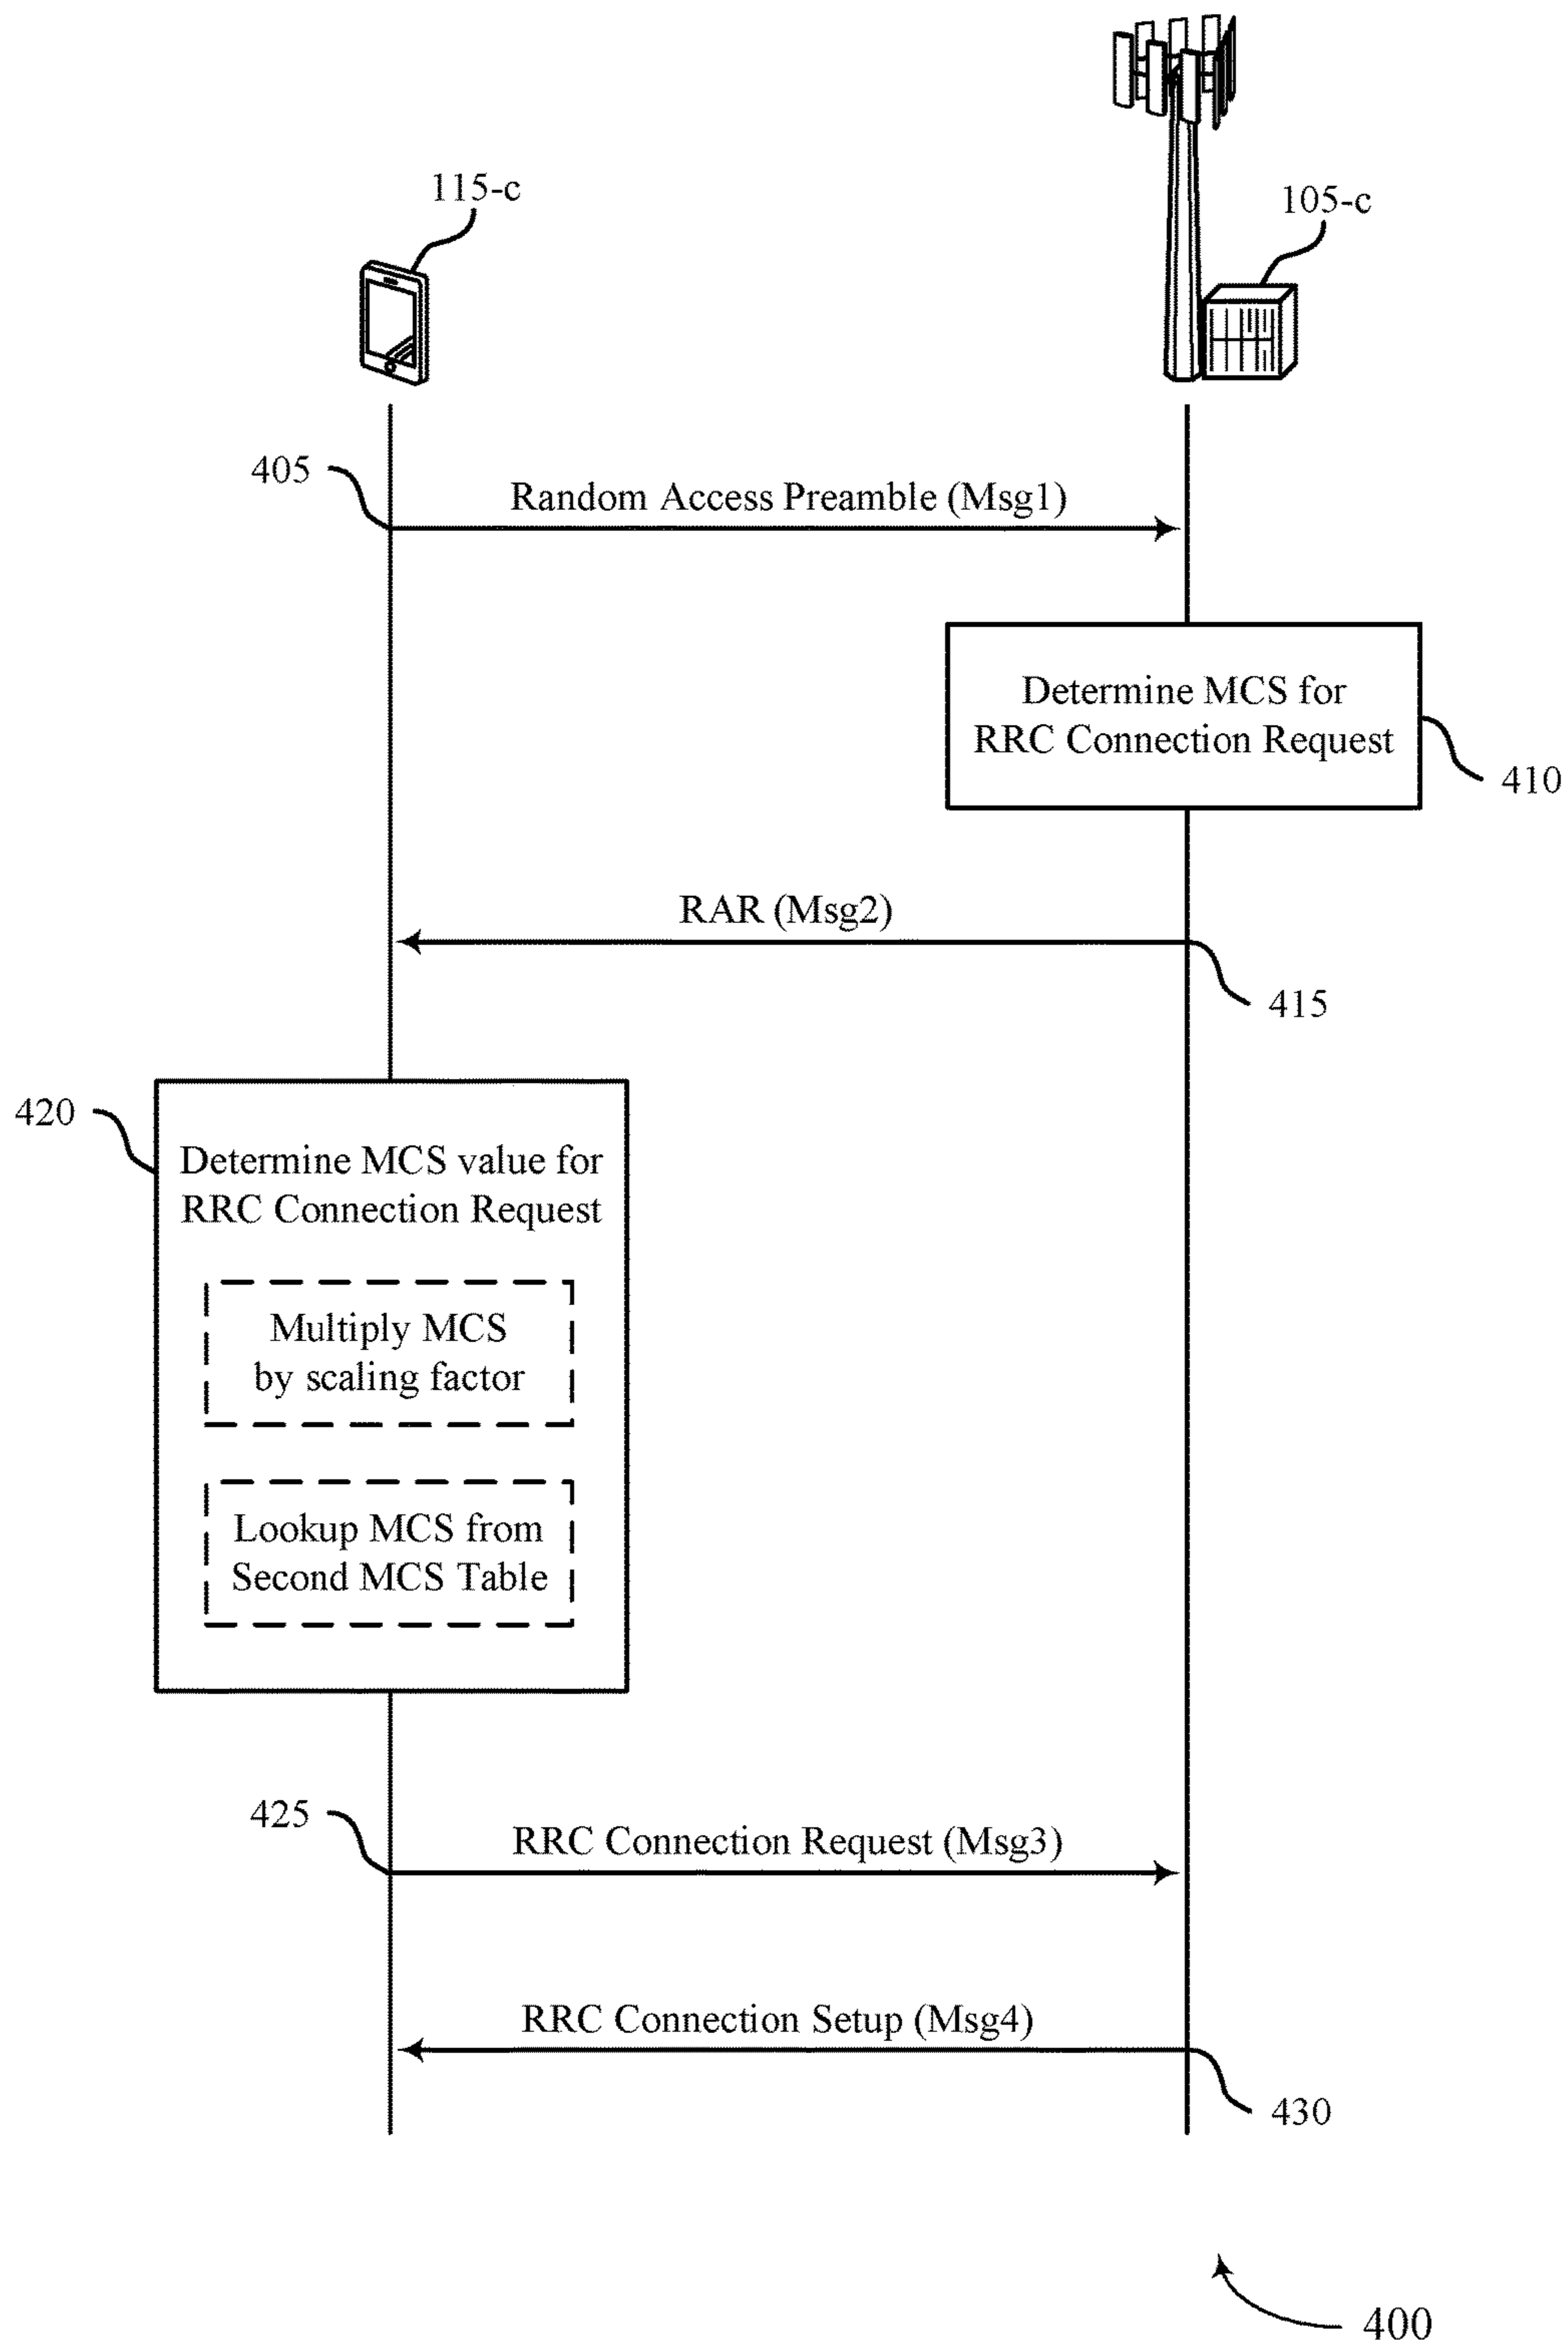 115-c
105-c
405
Random Access Preamble (Msg1)
Determine MCS for
RRC Connection Request
410
RAR (Msg2)
415
420
Determine MCS value for
RRC Connection Request
Multiply MCS
by scaling factor
Lookup MCS from
Second MCS Table
425
RRC Connection Request (Msg3)
RRC Connection Setup (Msg4)
430
400